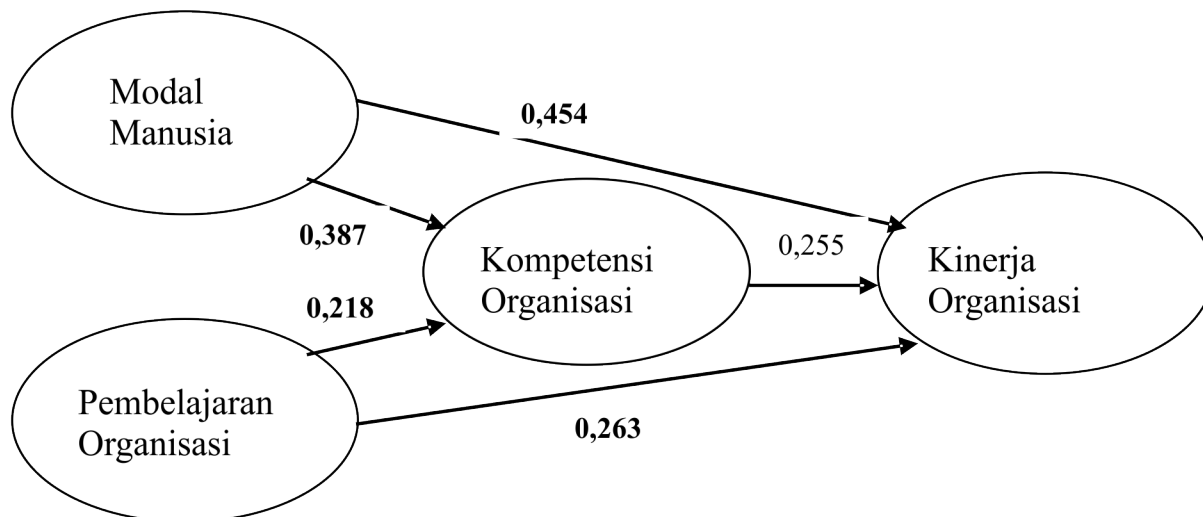 Modal
Manusia
0,454
0,387
Kompetensi
Organisasi
0,255
Kinerja
Organisasi
0,218
Pembelajaran
Organisasi
0,263